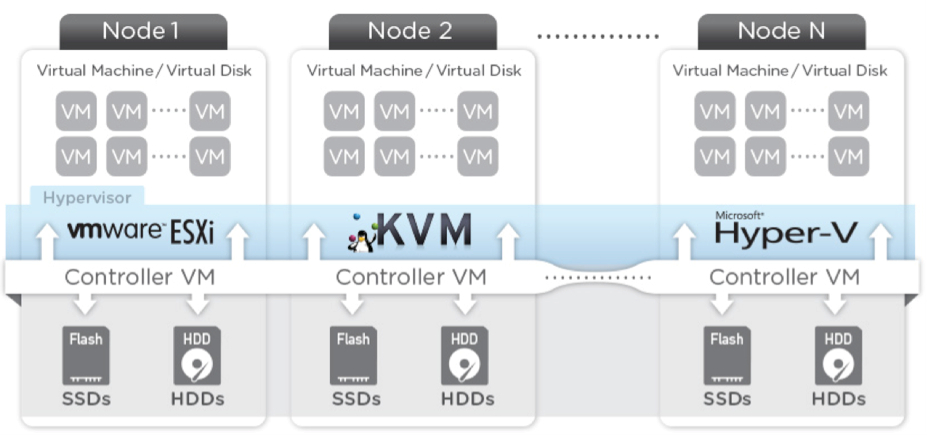 Node 1
Node 2
Node N
Virtual Machine / Virtual Disk
Virtual Machine / Virtual Disk
Virtual Machine / Virtual Disk
VM VM VM
VM VM VM
VM VM VM
VM VM VM
VM VM VM
VM VM VM
Hypervisor
vmware ESXi
KVM
Microsoft®
Hyper-V
Controller VM
Controller VM
Controller VM
Flash
HDD
Flash
HDD
Flash
HDD
SSDs
HDDs
SSDs
HDDs
SSDs
HDDs